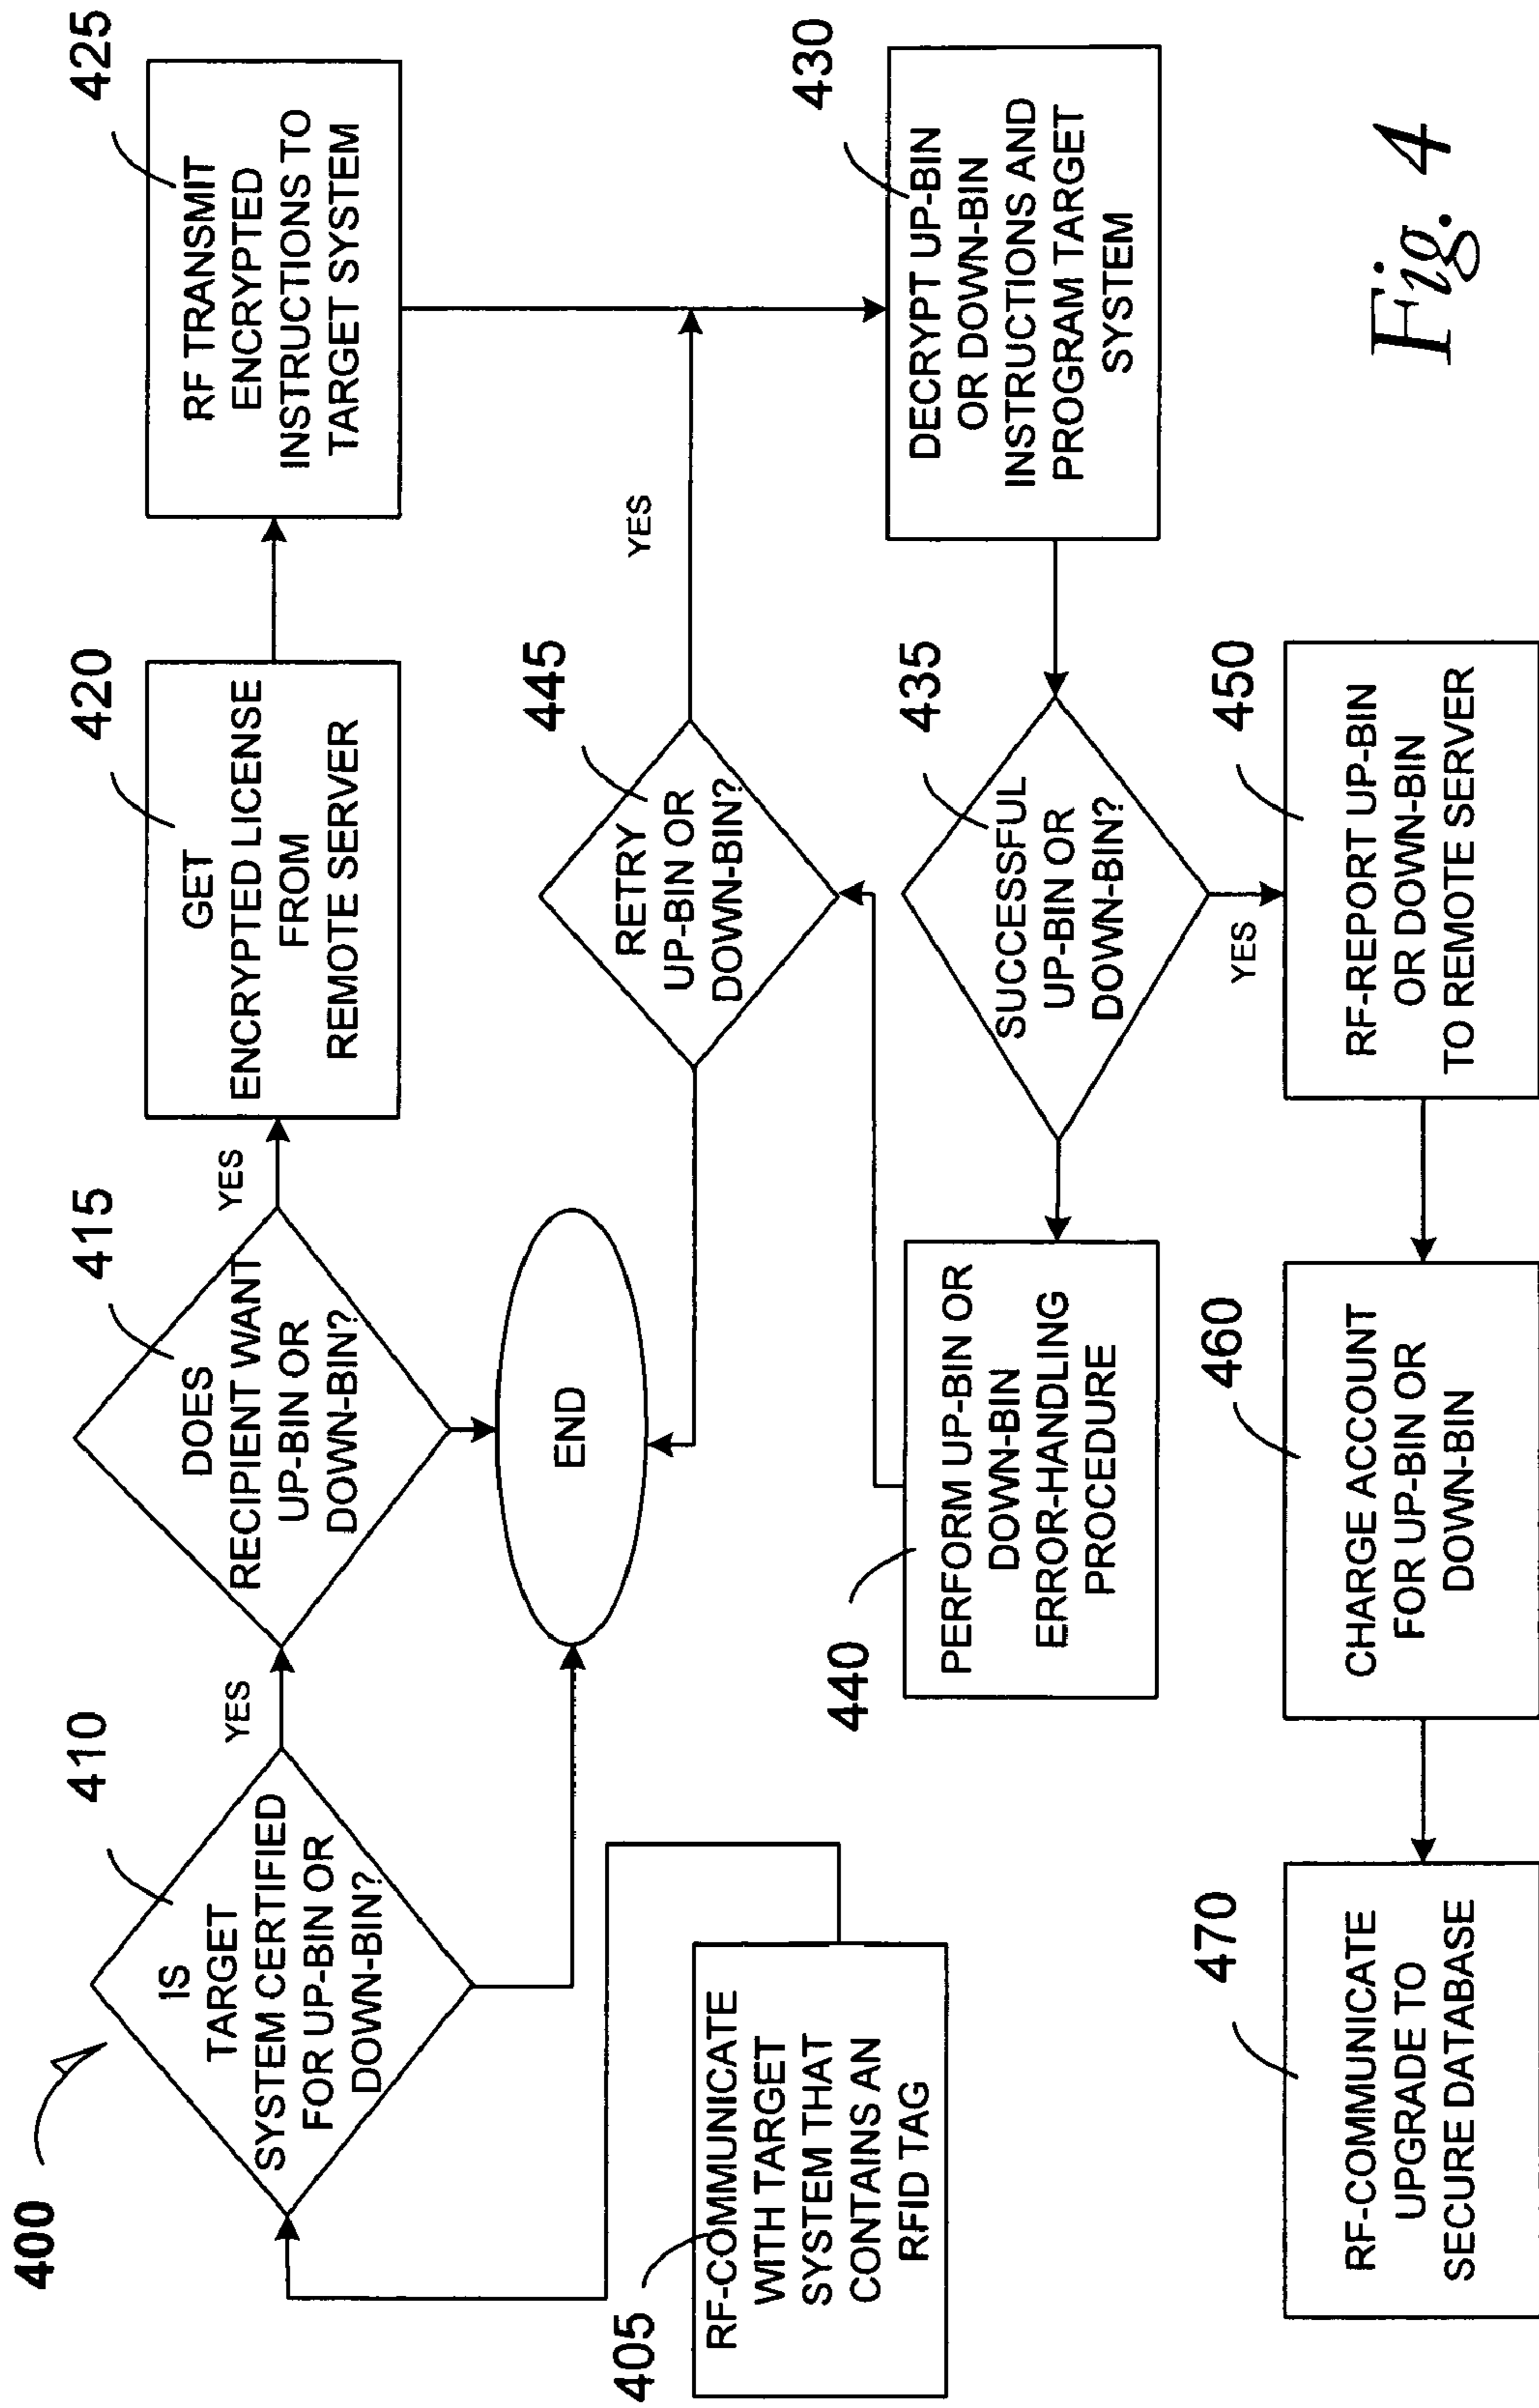 400
405
RF-COMMUNICATE
WITH TARGET
SYSTEM THAT
CONTAINS AN
RFID TAG
410
IS
TARGET
SYSTEM CERTIFIED
FOR UP-BIN OR
DOWN-BIN?
YES
415
DOES
RECIPIENT WANT
UP-BIN OR
DOWN-BIN?
YES
420
GET
ENCRYPTED LICENSE
FROM
REMOTE SERVER
425
RF TRANSMIT
ENCRYPTED
INSTRUCTIONS TO
TARGET SYSTEM
END
445
RETRY
UP-BIN OR
DOWN-BIN?
YES
430
DECRYPT UP-BIN
OR DOWN-BIN
INSTRUCTIONS AND
PROGRAM TARGET
SYSTEM
435
SUCCESSFUL
UP-BIN OR
DOWN-BIN?
YES
440
PERFORM UP-BIN OR
DOWN-BIN
ERROR-HANDLING
PROCEDURE
450
RF-REPORT UP-BIN
OR DOWN-BIN
TO REMOTE SERVER
460
CHARGE ACCOUNT
FOR UP-BIN OR
DOWN-BIN
470
RF-COMMUNICATE
UPGRADE TO
SECURE DATABASE
Fig. 4